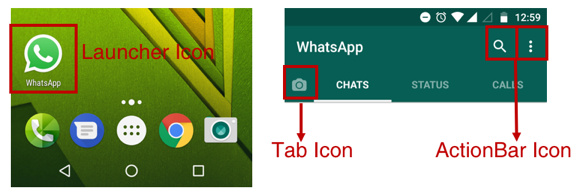 Launcher Icon
WhatsApp
12:59
WhatsApp
CHATS STATUS CALLS
Tab Icon
ActionBar Icon